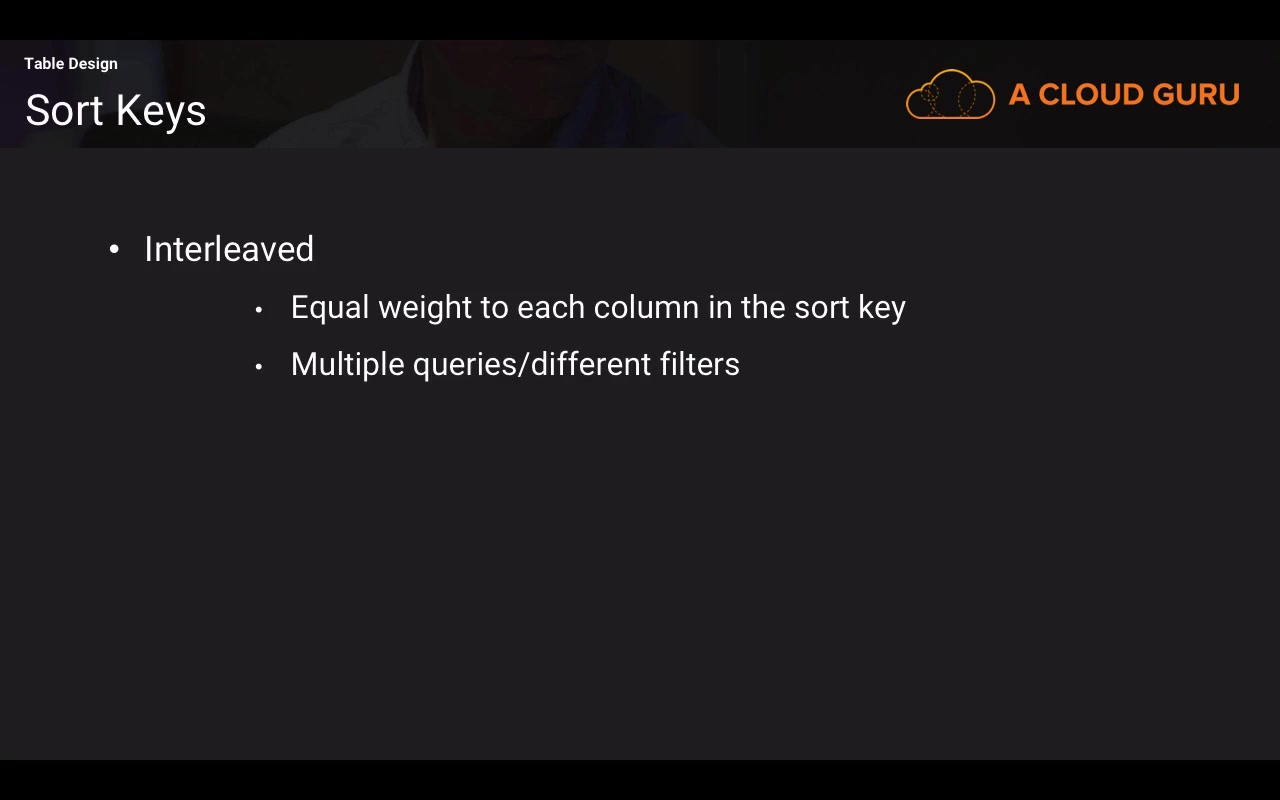 Table Design
Sort Keys
A CLOUD GURU
• Interleaved
• Equal weight to each column in the sort key
• Multiple queries/different filters